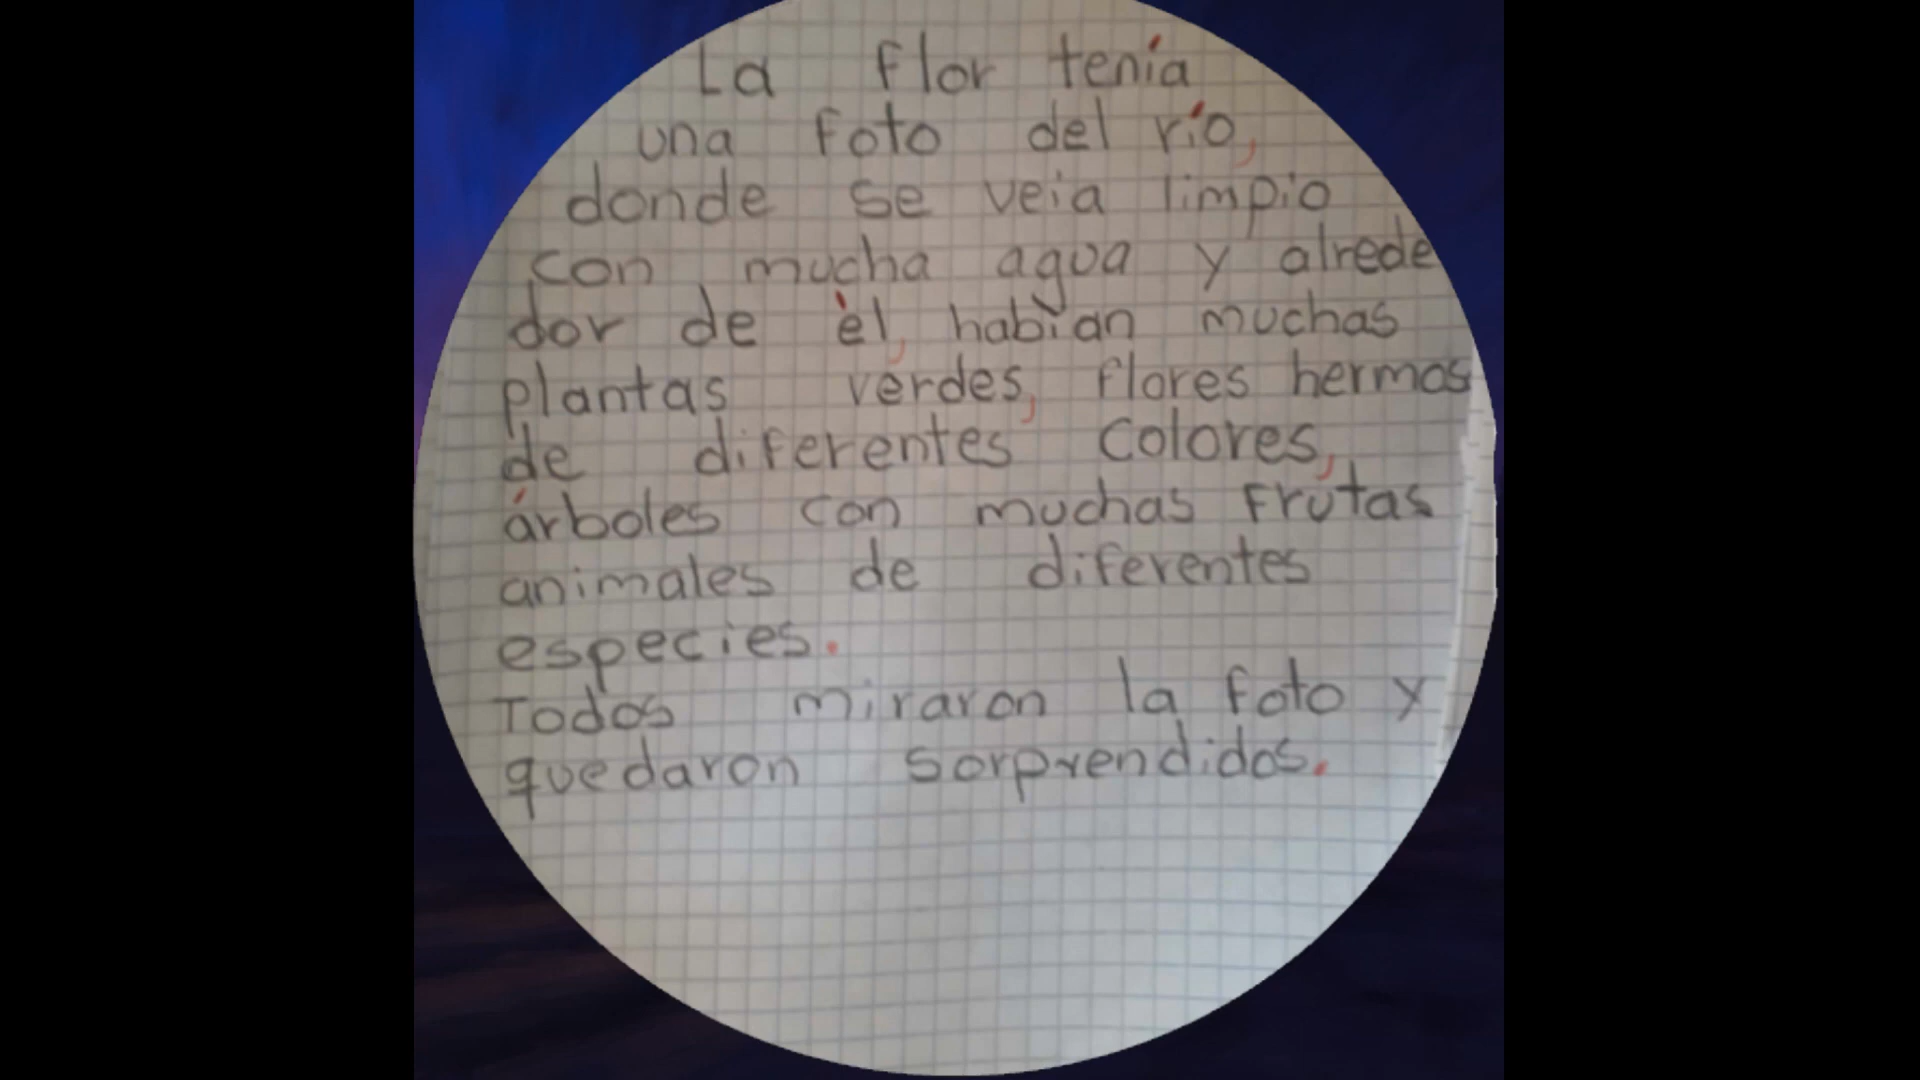 La flor tenía
una foto del río,
donde se veia limpio
con mucha agua y alrede
dor de èl, habían muchas
plantas verdes, flores hermos
de diferentes colores,
árboles con muchas frutas
animales de diferentes
especies.
Todos miraron la foto y
quedaron sorprendidos.